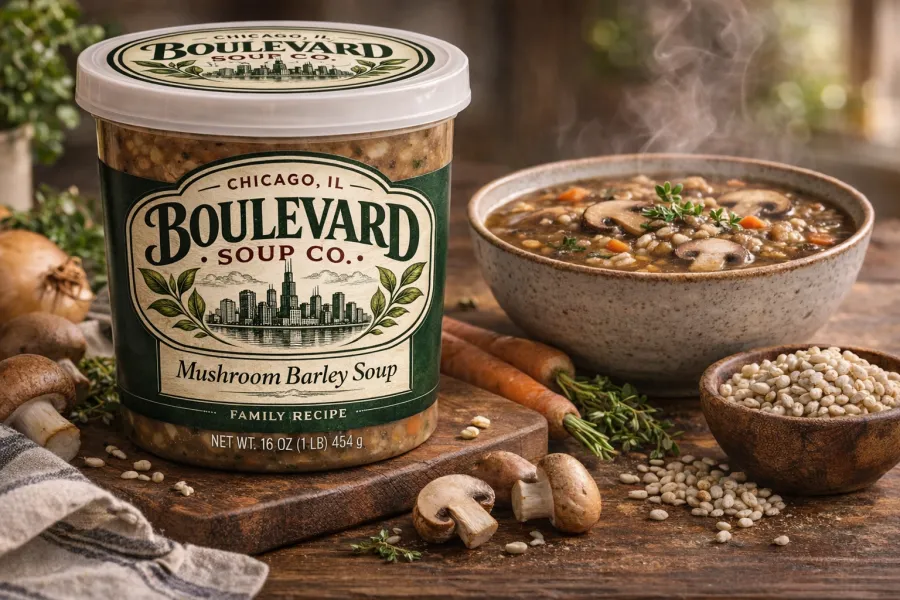 CHICAGO, IL
BOULEVARD
SOUP CO.
CHICAGO, IL
BOULEVARD
• SOUP CO. •
Mushroom Barley Soup
FAMILY RECIPE
NET WT. 16 OZ (1 LB) 454 g